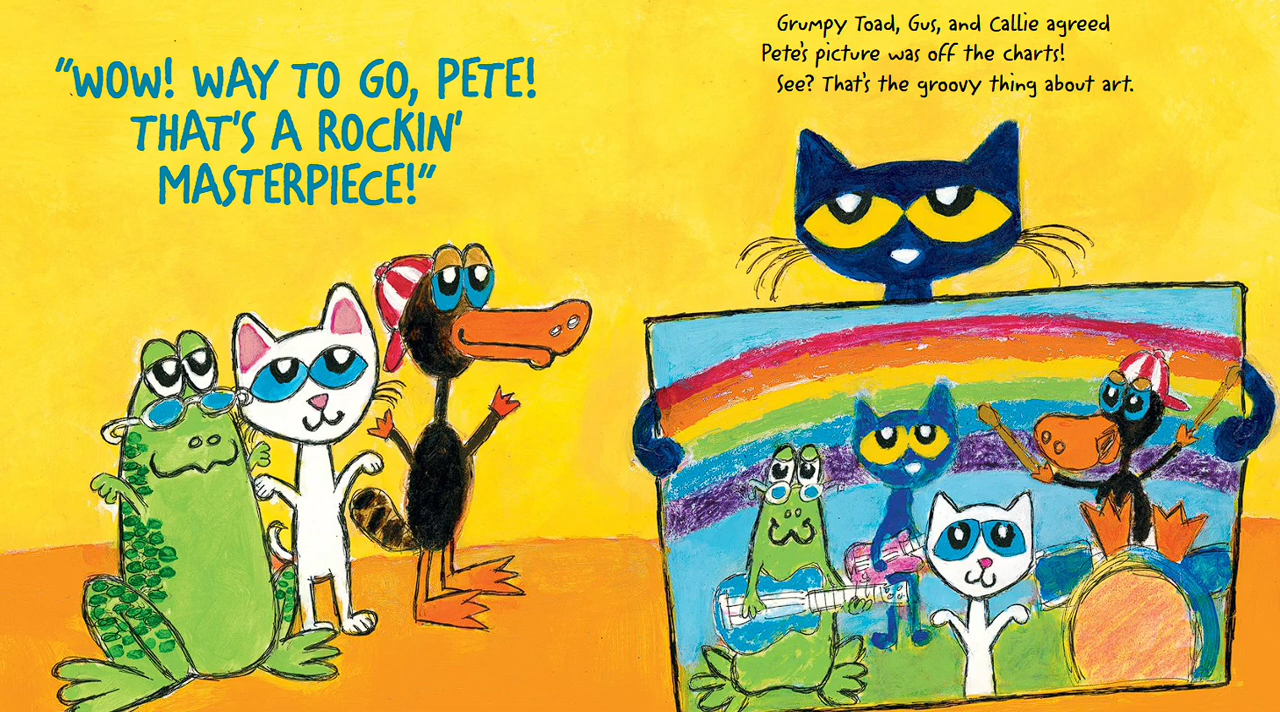 "WOW! WAY TO GO, PETE!
THAT'S A ROCKIN'
MASTERPIECE!"
Grumpy Toad, Gus, and Callie agreed
Pete's picture was off the charts!
See? That's the groovy thing about art.